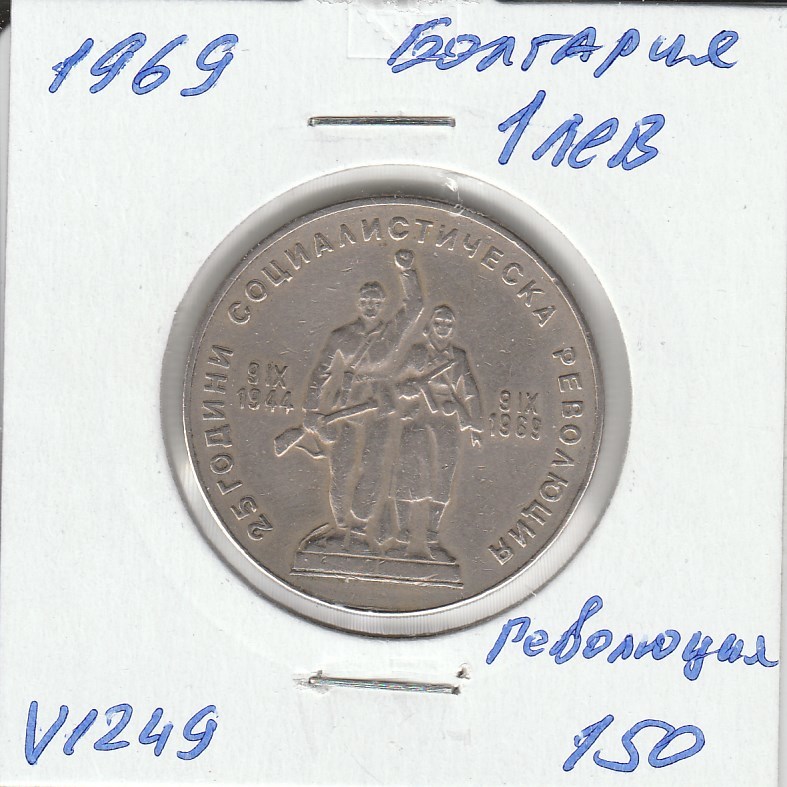 1969
Болгария
1 лев
25 ГОДИНИ СОЦИАЛИСТИЧЕСКА РЕВОЛЮЦИЯ
9 IX
1944
9 IX
1969
революция
V1249
150